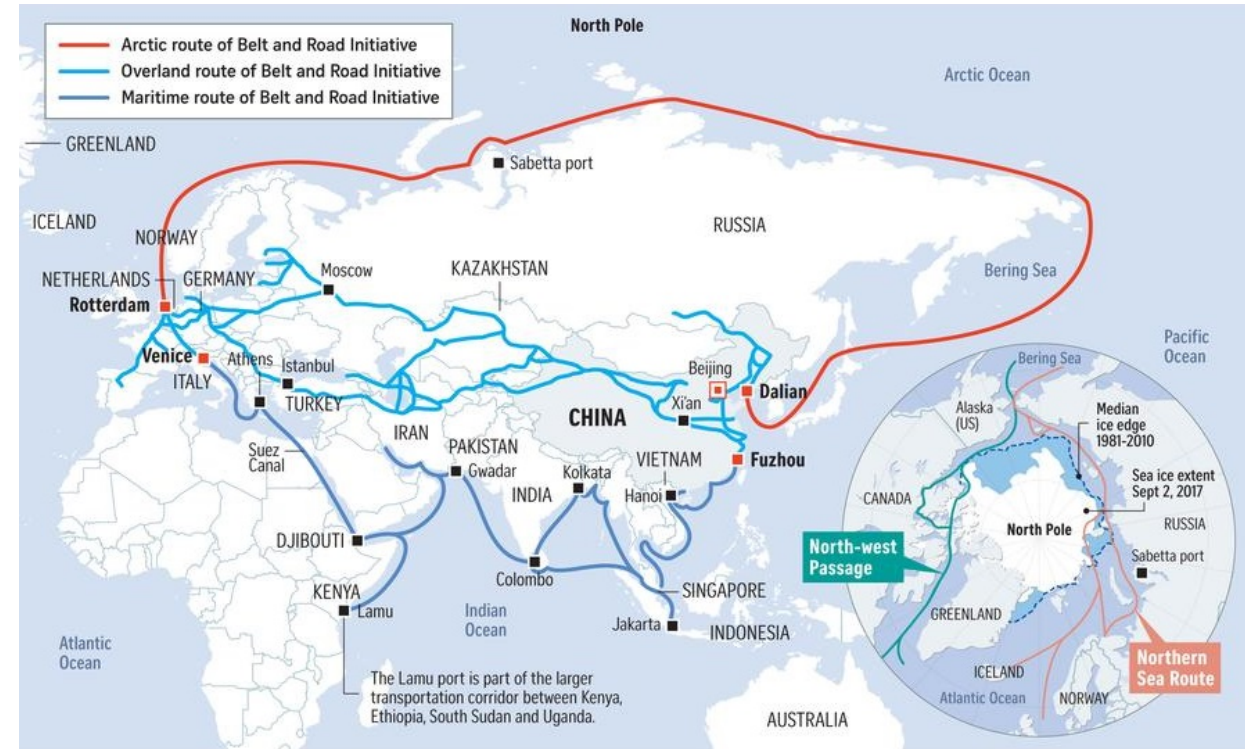 North Pole
Arctic route of Belt and Road Initiative
Overland route of Belt and Road Initiative
Maritime route of Belt and Road Initiative
Arctic Ocean
GREENLAND
Sabetta port
ICELAND
NORWAY
RUSSIA
Bering Sea
NETHERLANDS
GERMANY
Moscow
KAZAKHSTAN
Rotterdam
Pacific
Ocean
Venice
Athens
Istanbul
Beijing
ITALY
TURKEY
Xi'an
Dalian
CHINA
IRAN
PAKISTAN
Suez
Canal
Gwadar
Kolkata
VIETNAM
Fuzhou
INDIA
Hanoi
DJIBOUTI
Colombo
KENYA
Lamu
SINGAPORE
Indian
Ocean
Jakarta
INDONESIA
Atlantic
Ocean
The Lamu port is part of the larger
transportation corridor between Kenya,
Ethiopia, South Sudan and Uganda.
AUSTRALIA
Bering Sea
Alaska
(US)
Median
ice edge
1981-2010
Sea ice extent
Sept 2, 2017
CANADA
North Pole
RUSSIA
Sabetta port
North-west
Passage
GREENLAND
ICELAND
Northern
Sea Route
Atlantic Ocean
NORWAY